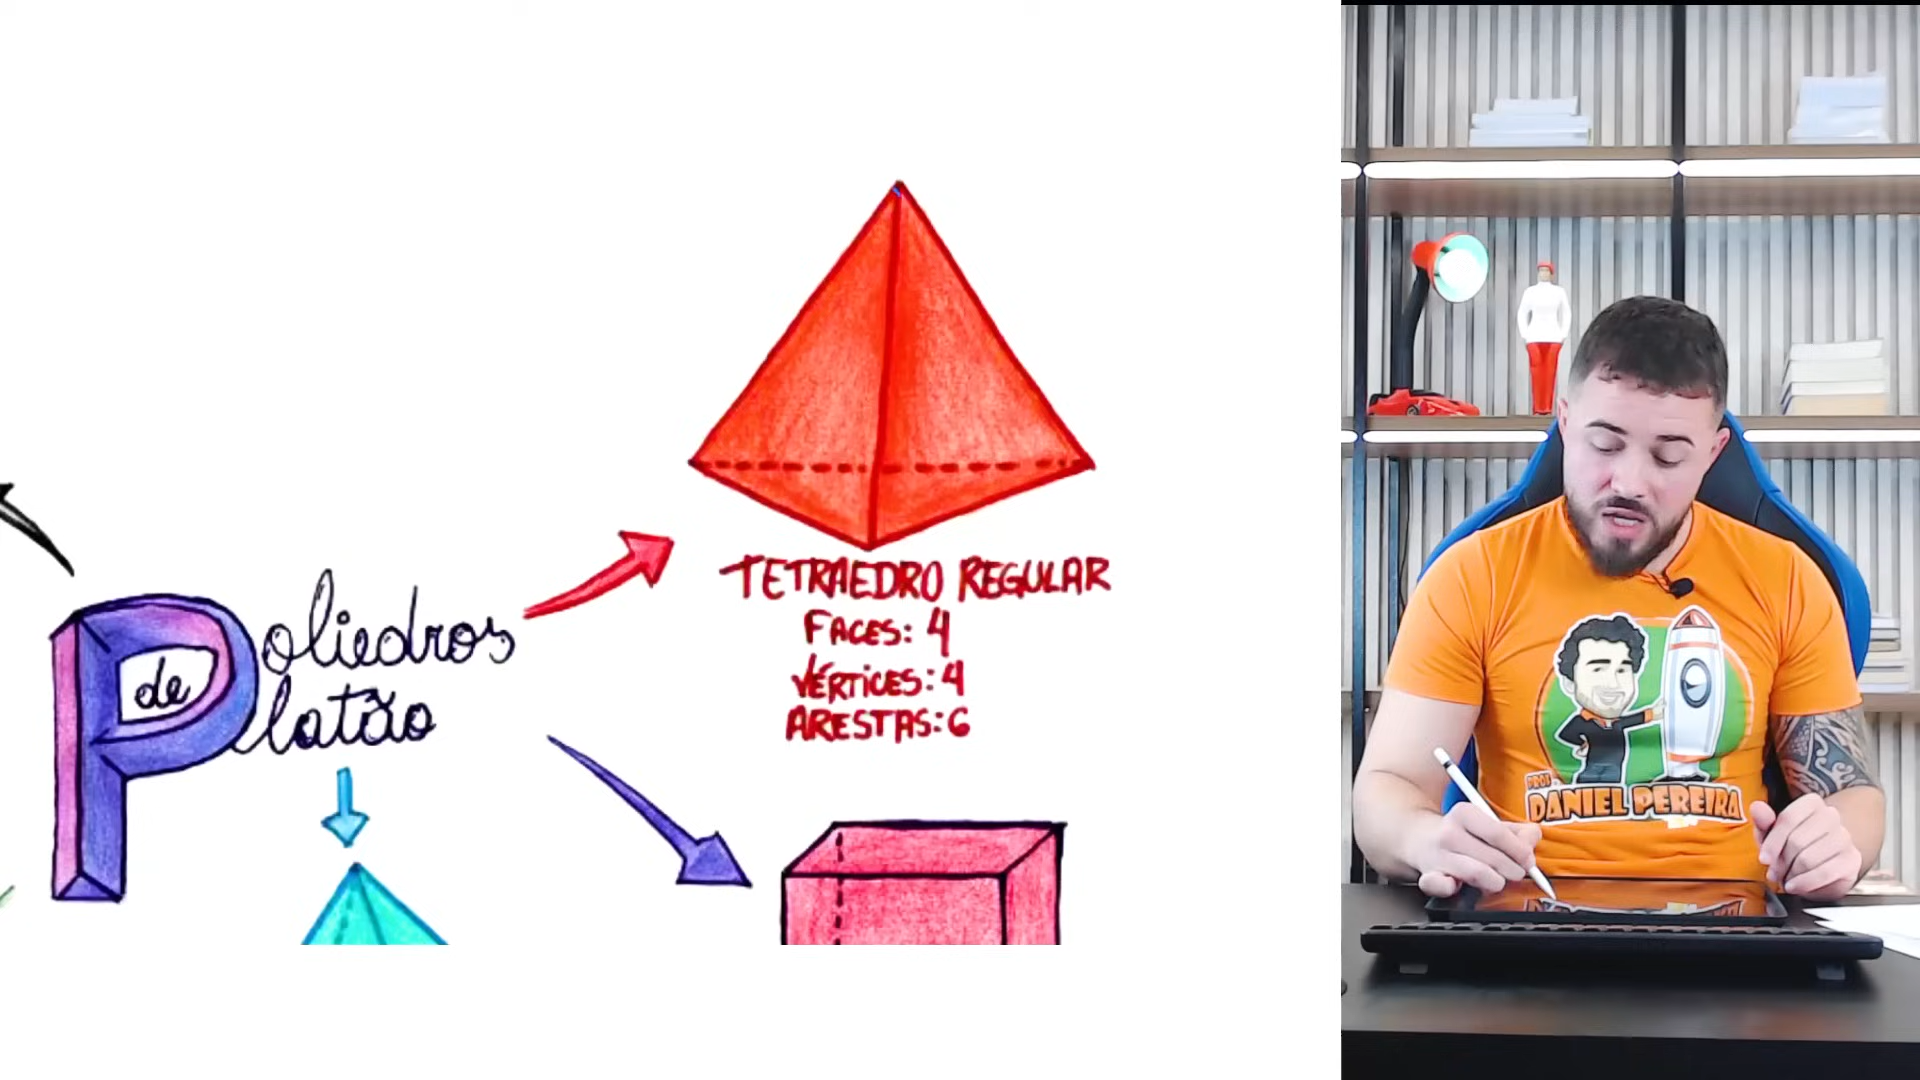 Poliedros
de Platão
TETRAEDRO REGULAR
FACES: 4
VÉRTICES: 4
ARESTAS: 6
PROF.
DANIEL PEREIRA